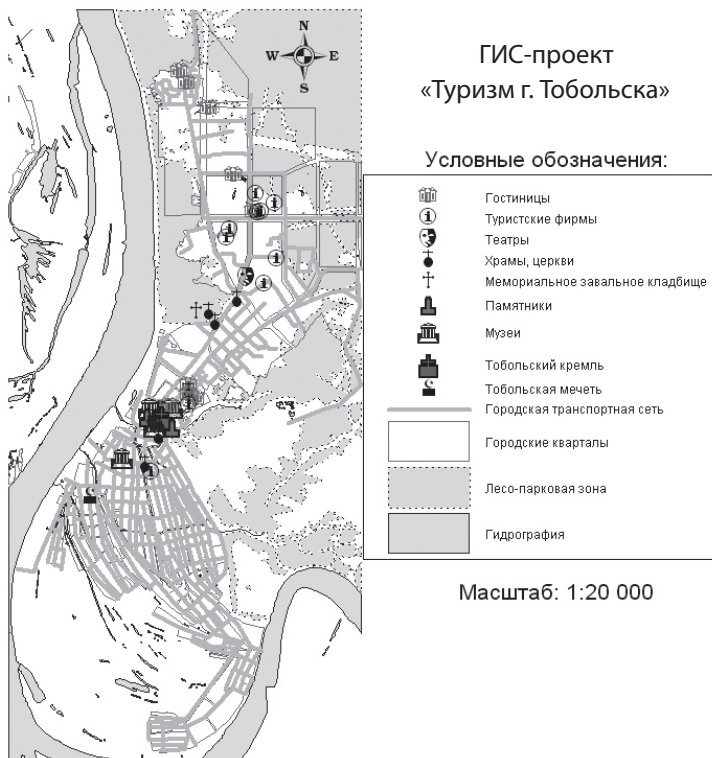 N
W E
S
ГИС-проект
«Туризм г. Тобольска»
Условные обозначения:
Гостиницы
Туристские фирмы
Театры
Храмы, церкви
Мемориальное завальное кладбище
Памятники
Музеи
Тобольский кремль
Тобольская мечеть
Городская транспортная сеть
Городские кварталы
Лесо-парковая зона
Гидрография
Масштаб: 1:20 000